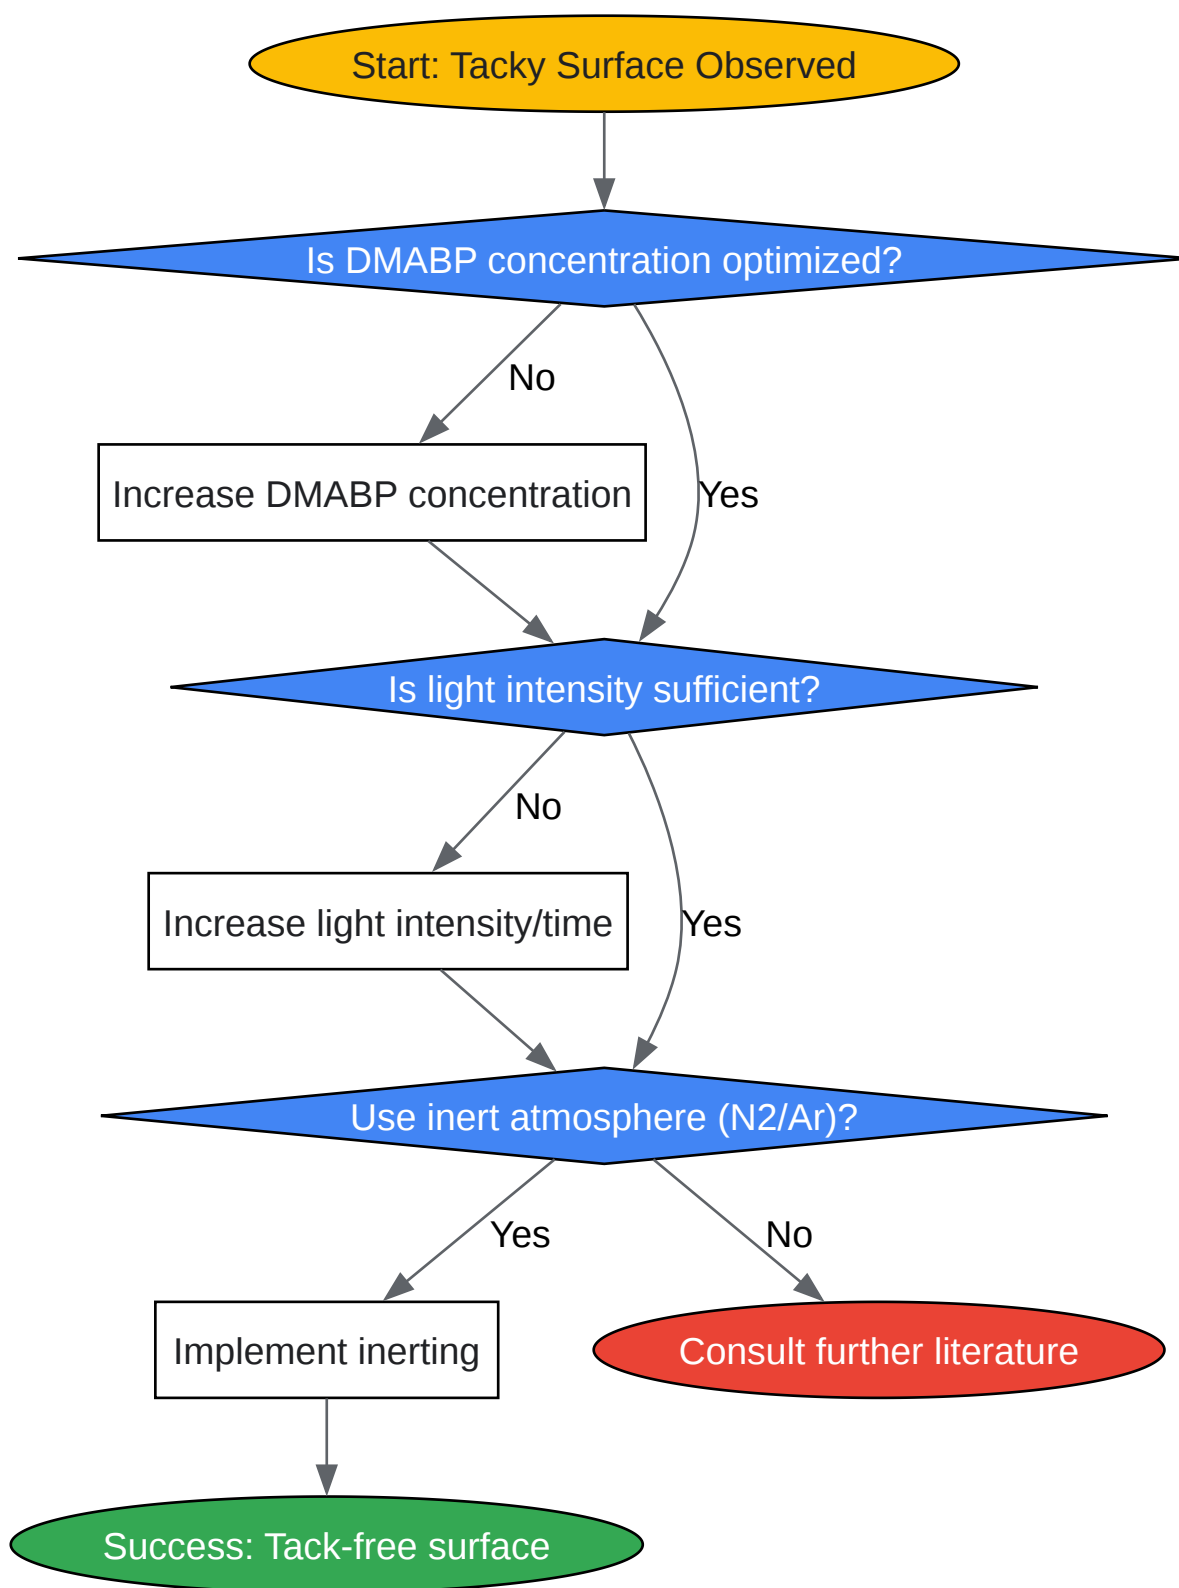 Start: Tacky Surface Observed
Is DMABP concentration optimized?
No
Increase DMABP concentration
Yes
Is light intensity sufficient?
No
Increase light intensity/time
Yes
Use inert atmosphere (N2/Ar)?
Yes
No
Implement inerting
Consult further literature
Success: Tack-free surface